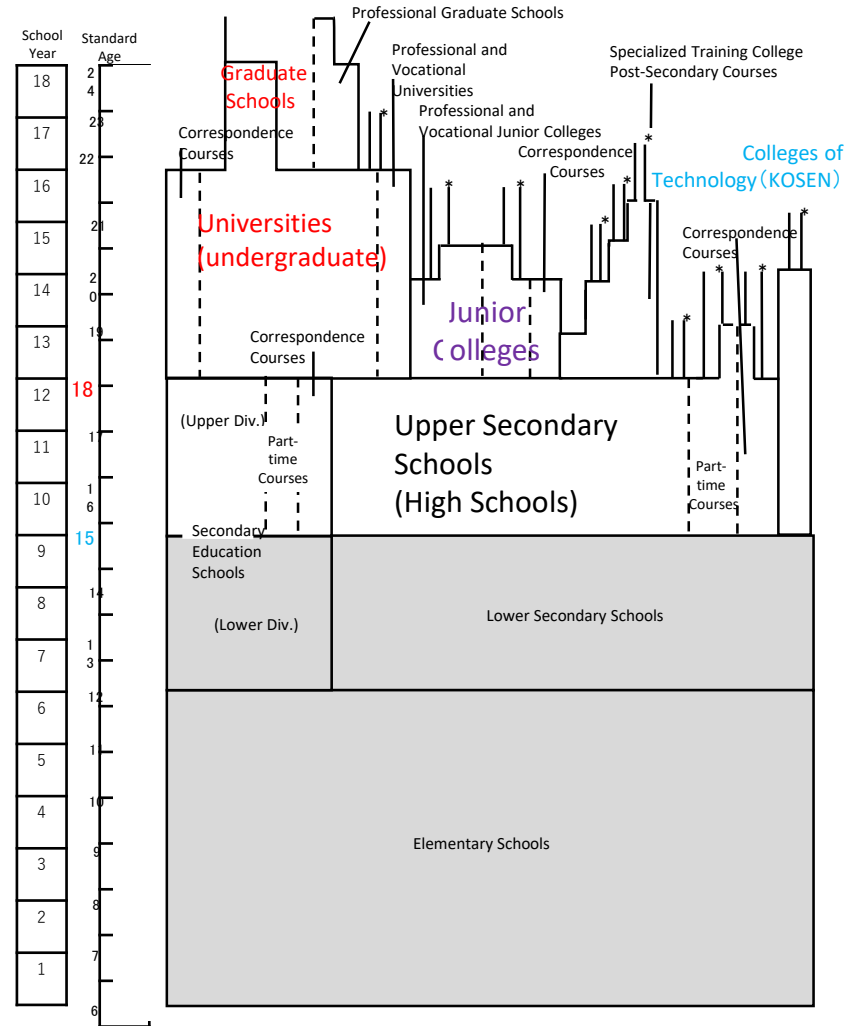 School
Year
Standard
Age
Professional Graduate Schools
Professional and
Vocational
Universities
Specialized Training College
Post-Secondary Courses
Graduate
Schools
Professional and
Vocational Junior Colleges
Correspondence
Courses
Correspondence
Courses
Colleges of
Technology(KOSEN)
Universities
(undergraduate)
Correspondence
Courses
Junior
Colleges
Correspondence
Courses
(Upper Div.)
Part-
time
Courses
Upper Secondary
Schools
(High Schools)
Part-
time
Courses
Secondary
Education
Schools
(Lower Div.)
Lower Secondary Schools
Elementary Schools
18
17
16
15
14
13
12
11
10
9
8
7
6
5
4
3
2
1
2
4
23
22
21
2
0
19
18
17
1
6
15
14
1
3
12
11
10
9
8
7
6
*
*
*
*
*
*
*
*
*
*